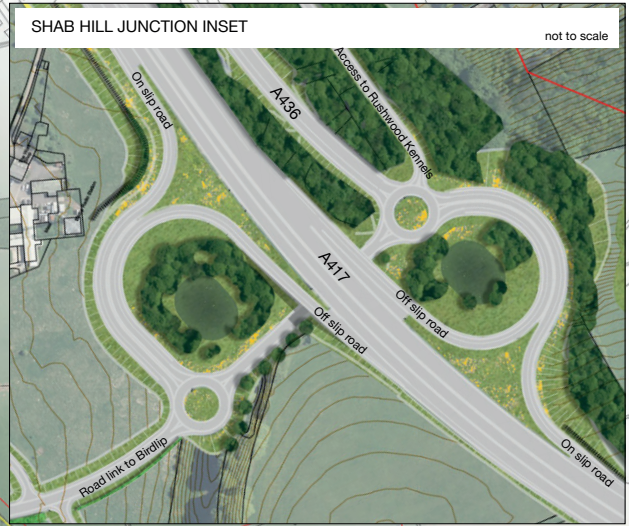 SHAB HILL JUNCTION INSET
not to scale
On slip road
A436
Access to Rushwood Kennels
A417
Off slip road
Off slip road
Road link to Birdlip
On slip road